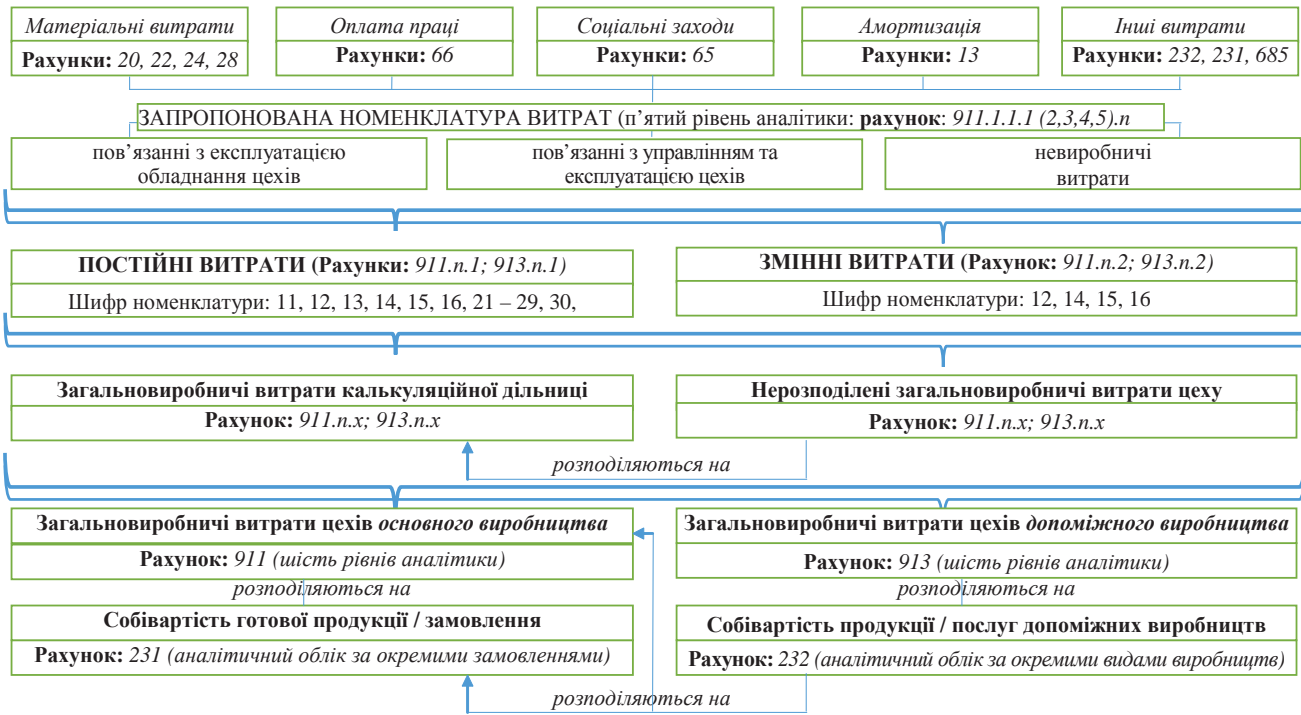 Матеріальні витрати
Рахунки: 20, 22, 24, 28
Оплата праці
Рахунки: 66
Соціальні заходи
Рахунки: 65
Амортизація
Рахунки: 13
Інші витрати
Рахунки: 232, 231, 685
ЗАПРОПОНОВАНА НОМЕНКЛАТУРА ВИТРАТ (п’ятий рівень аналітики: рахунок: 911.1.1.1 (2,3,4,5).n
пов’язанні з експлуатацією
обладнання цехів
пов’язанні з управлінням та
експлуатацією цехів
невиробничі
витрати
ПОСТІЙНІ ВИТРАТИ (Рахунки: 911.n.1; 913.n.1)
Шифр номенклатури: 11, 12, 13, 14, 15, 16, 21 – 29, 30,
ЗМІННІ ВИТРАТИ (Рахунок: 911.n.2; 913.n.2)
Шифр номенклатури: 12, 14, 15, 16
Загальновиробничі витрати калькуляційної дільниці
Рахунок: 911.n.x; 913.n.x
Нерозподілені загальновиробничі витрати цеху
Рахунок: 911.n.x; 913.n.x
розподіляються на
Загальновиробничі витрати цехів основного виробництва
Рахунок: 911 (шість рівнів аналітики)
Загальновиробничі витрати цехів допоміжного виробництва
Рахунок: 913 (шість рівнів аналітики)
розподіляються на
розподіляються на
Собівартість готової продукції / замовлення
Рахунок: 231 (аналітичний облік за окремими замовленнями)
Собівартість продукції / послуг допоміжних виробництв
Рахунок: 232 (аналітичний облік за окремими видами виробництв)
розподіляються на